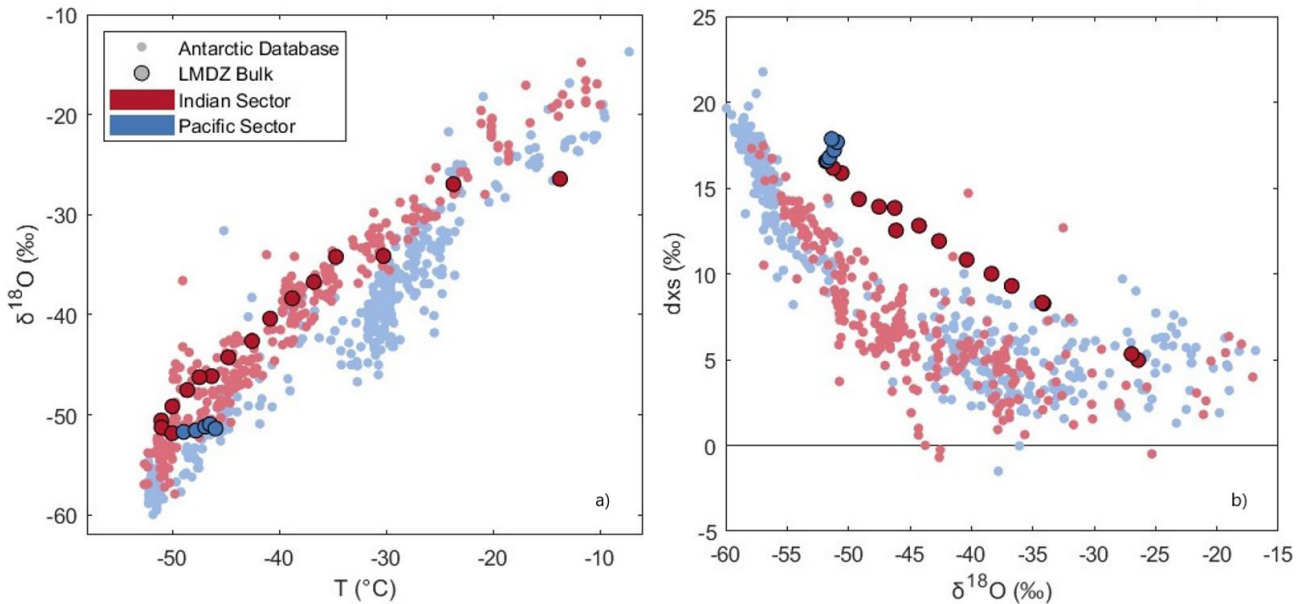 -10
-20
-30
-40
-50
-60
δ¹⁸O (‰)
Antarctic Database
LMDZ Bulk
Indian Sector
Pacific Sector
a)
-50
-40
-30
-20
-10
T (°C)
25
20
15
10
5
0
-5
dxs (‰)
b)
-60
-55
-50
-45
-40
-35
-30
-25
-20
-15
δ¹⁸O (‰)